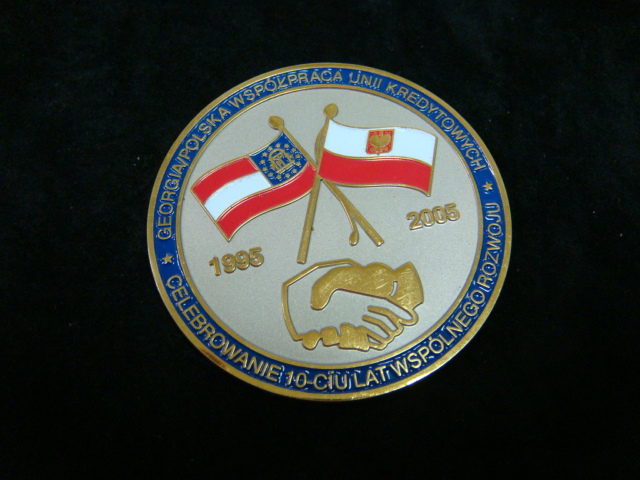 GEORGIA/POLSKA WSPÓŁPRACA UNII KREDYTOWYCH
1995
2005
CELEBROWANIE 10-CIU LAT WSPÓLNEGO ROZWOJU